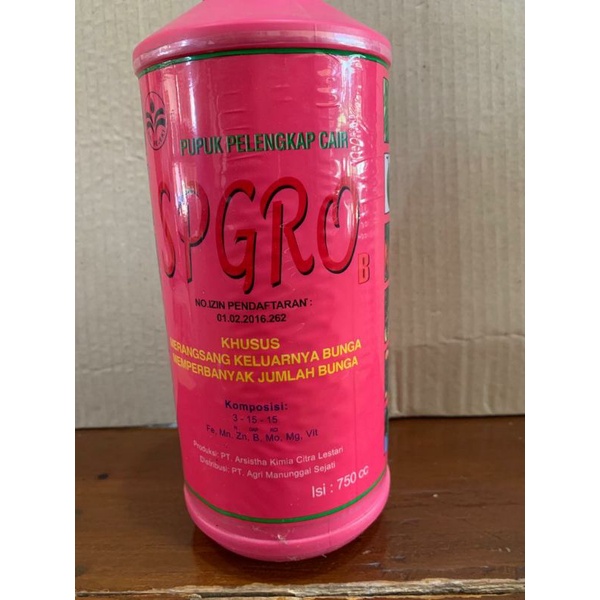 PUPUK PELENGKAP CAIR
SPGRO
B
NO.IZIN PENDAFTARAN :
01.02.2016.262
KHUSUS
MERANGSANG KELUARNYA BUNGA
MEMPERBANYAK JUMLAH BUNGA
Komposisi:
3 - 15 - 15
Fe, Mn. Zn, B. Mo. Mg. Vit
Produksi: PT. Arsistha Kimia Citra Lestari
Distribusi: PT. Agri Manunggal Sejati
Isi : 750 cc